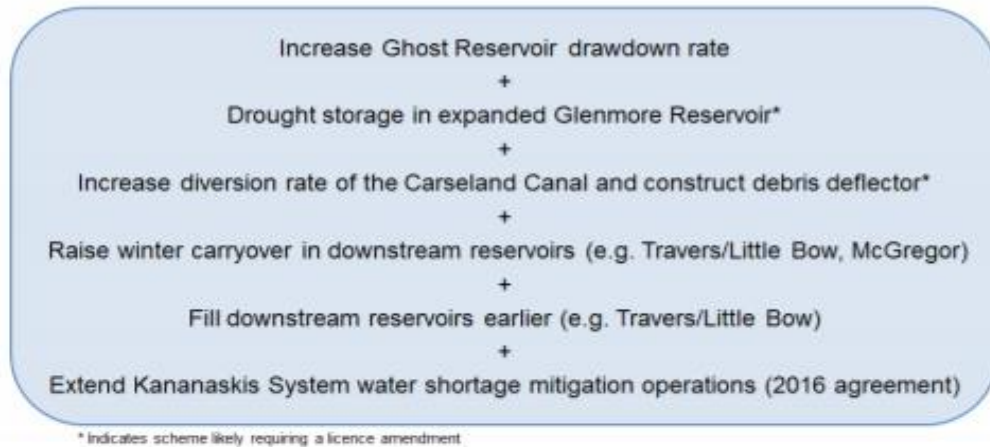 Increase Ghost Reservoir drawdown rate
+
Drought storage in expanded Glenmore Reservoir*
+
Increase diversion rate of the Carseland Canal and construct debris deflector*
+
Raise winter carryover in downstream reservoirs (e.g. Travers/Little Bow, McGregor)
+
Fill downstream reservoirs earlier (e.g. Travers/Little Bow)
+
Extend Kananaskis System water shortage mitigation operations (2016 agreement)
* Indicates scheme likely requiring a licence amendment